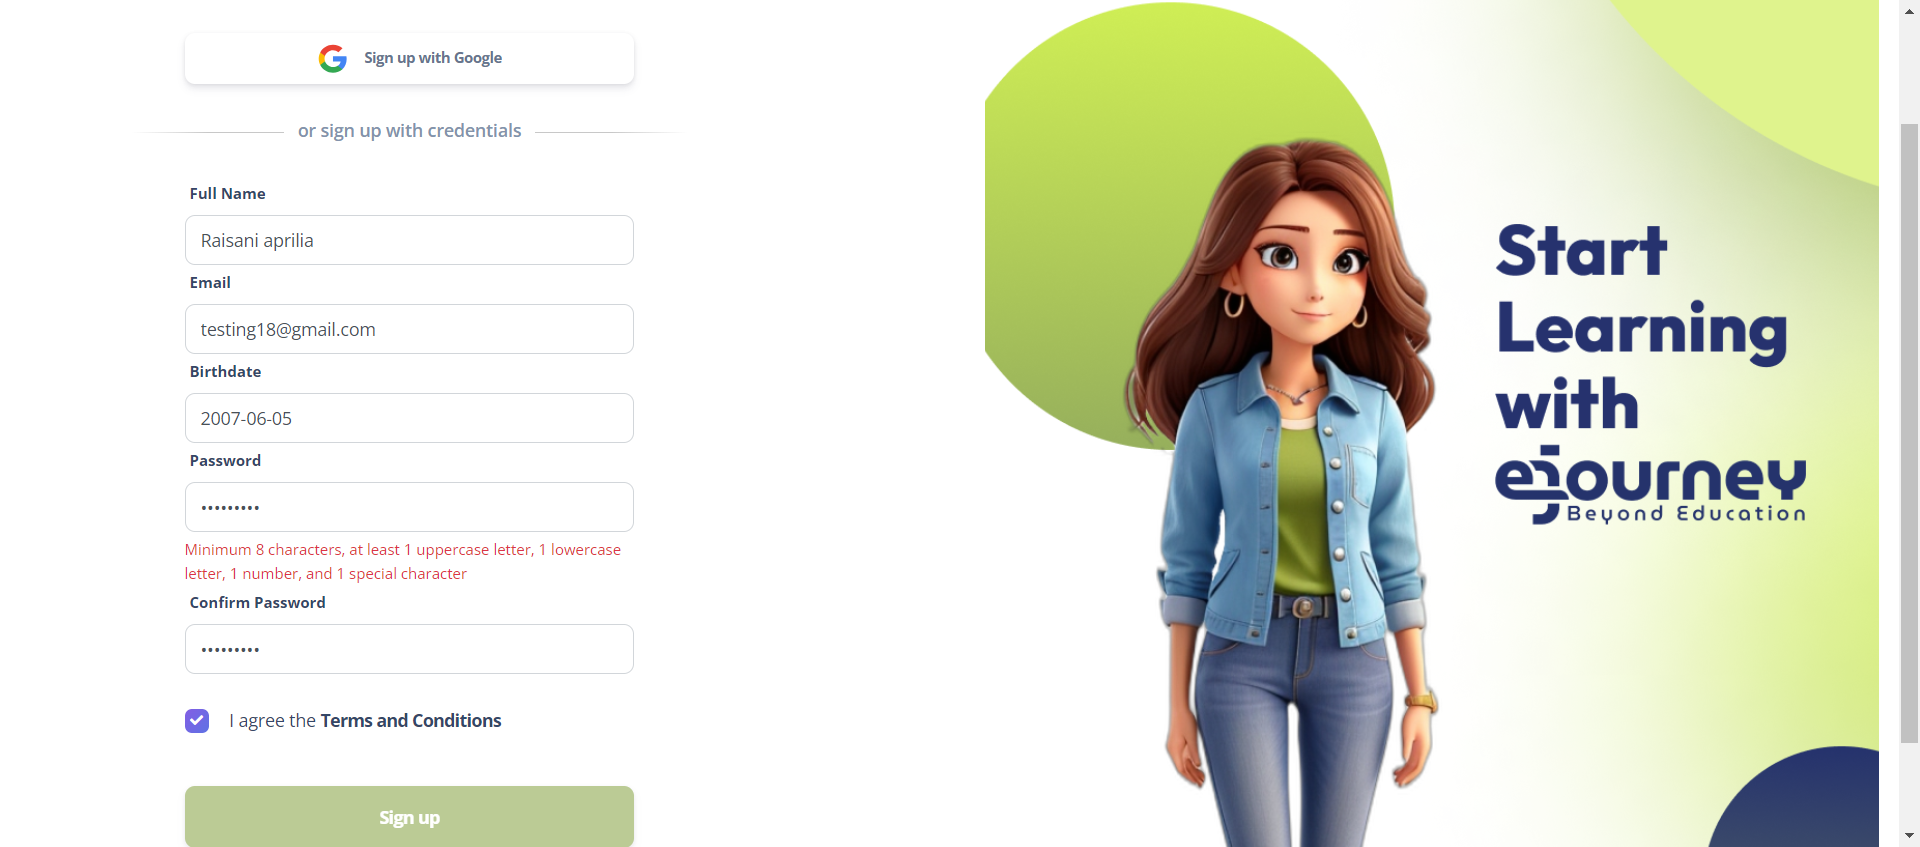 Sign up with Google
or sign up with credentials
Full Name
Raisani aprilia
Email
testing18@gmail.com
Birthdate
2007-06-05
Password
•••••••••
Minimum 8 characters, at least 1 uppercase letter, 1 lowercase
letter, 1 number, and 1 special character
Confirm Password
•••••••••
I agree the Terms and Conditions
Sign up
Start
Learning
with
ejourney
Beyond Education